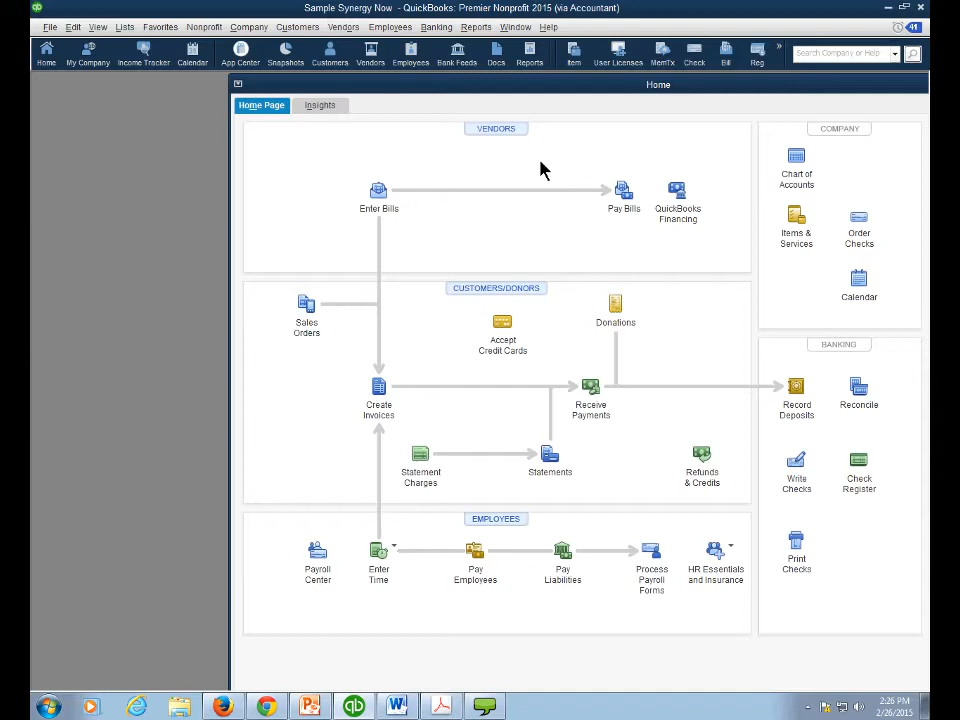 Sample Synergy Now - QuickBooks: Premier Nonprofit 2015 (via Accountant)
File Edit View Lists Favorites Nonprofit Company Customers Vendors Employees Banking Reports Window Help 41
Home My Company Income Tracker Calendar App Center Snapshots Customers Vendors Employees Bank Feeds Docs Reports Item User Licenses MemTx Check Bill Reg » Search Company or Help
Home
Home Page Insights
VENDORS
Enter Bills
Pay Bills
QuickBooks
Financing
CUSTOMERS/DONORS
Sales
Orders
Accept
Credit Cards
Donations
Create
Invoices
Receive
Payments
Statement
Charges
Statements
Refunds
& Credits
EMPLOYEES
Payroll
Center
Enter
Time
Pay
Employees
Pay
Liabilities
Process
Payroll
Forms
HR Essentials
and Insurance
COMPANY
Chart of
Accounts
Items &
Services
Order
Checks
Calendar
BANKING
Record
Deposits
Reconcile
Write
Checks
Check
Register
Print
Checks
2:26 PM
2/26/2015